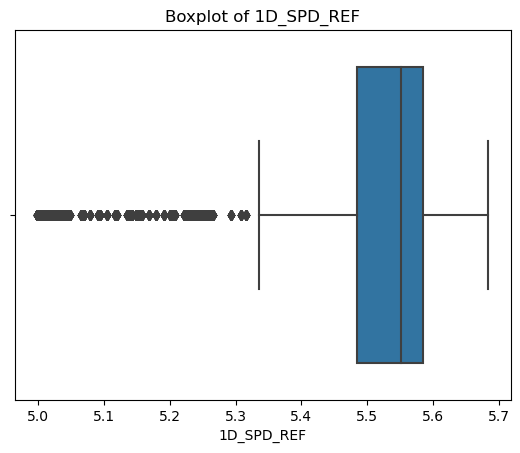 Boxplot of 1D_SPD_REF
5.0 5.1 5.2 5.3 5.4 5.5 5.6 5.7
1D_SPD_REF